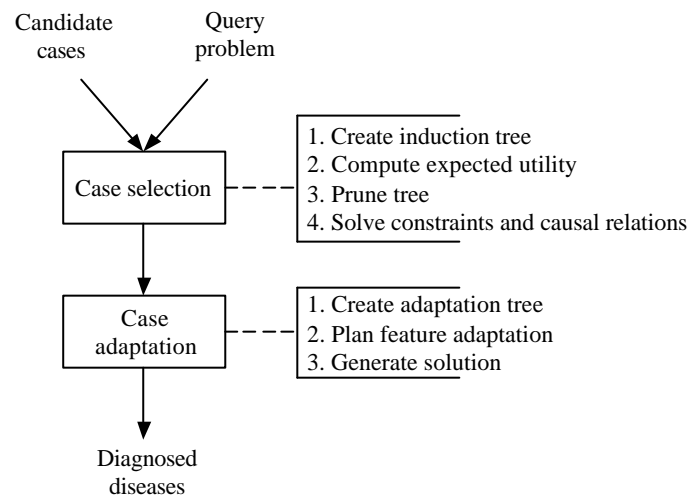 Candidate
cases
Query
problem
Case selection
1. Create induction tree
2. Compute expected utility
3. Prune tree
4. Solve constraints and causal relations
Case
adaptation
1. Create adaptation tree
2. Plan feature adaptation
3. Generate solution
Diagnosed
diseases